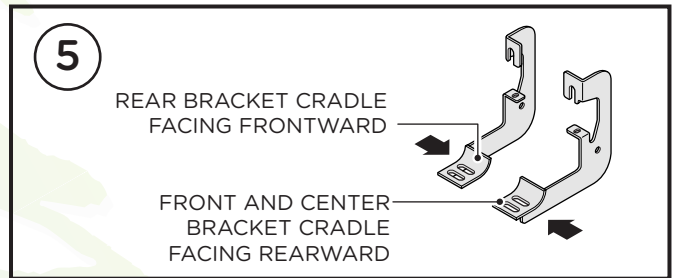 5
REAR BRACKET CRADLE
FACING FRONTWARD
FRONT AND CENTER
BRACKET CRADLE
FACING REARWARD